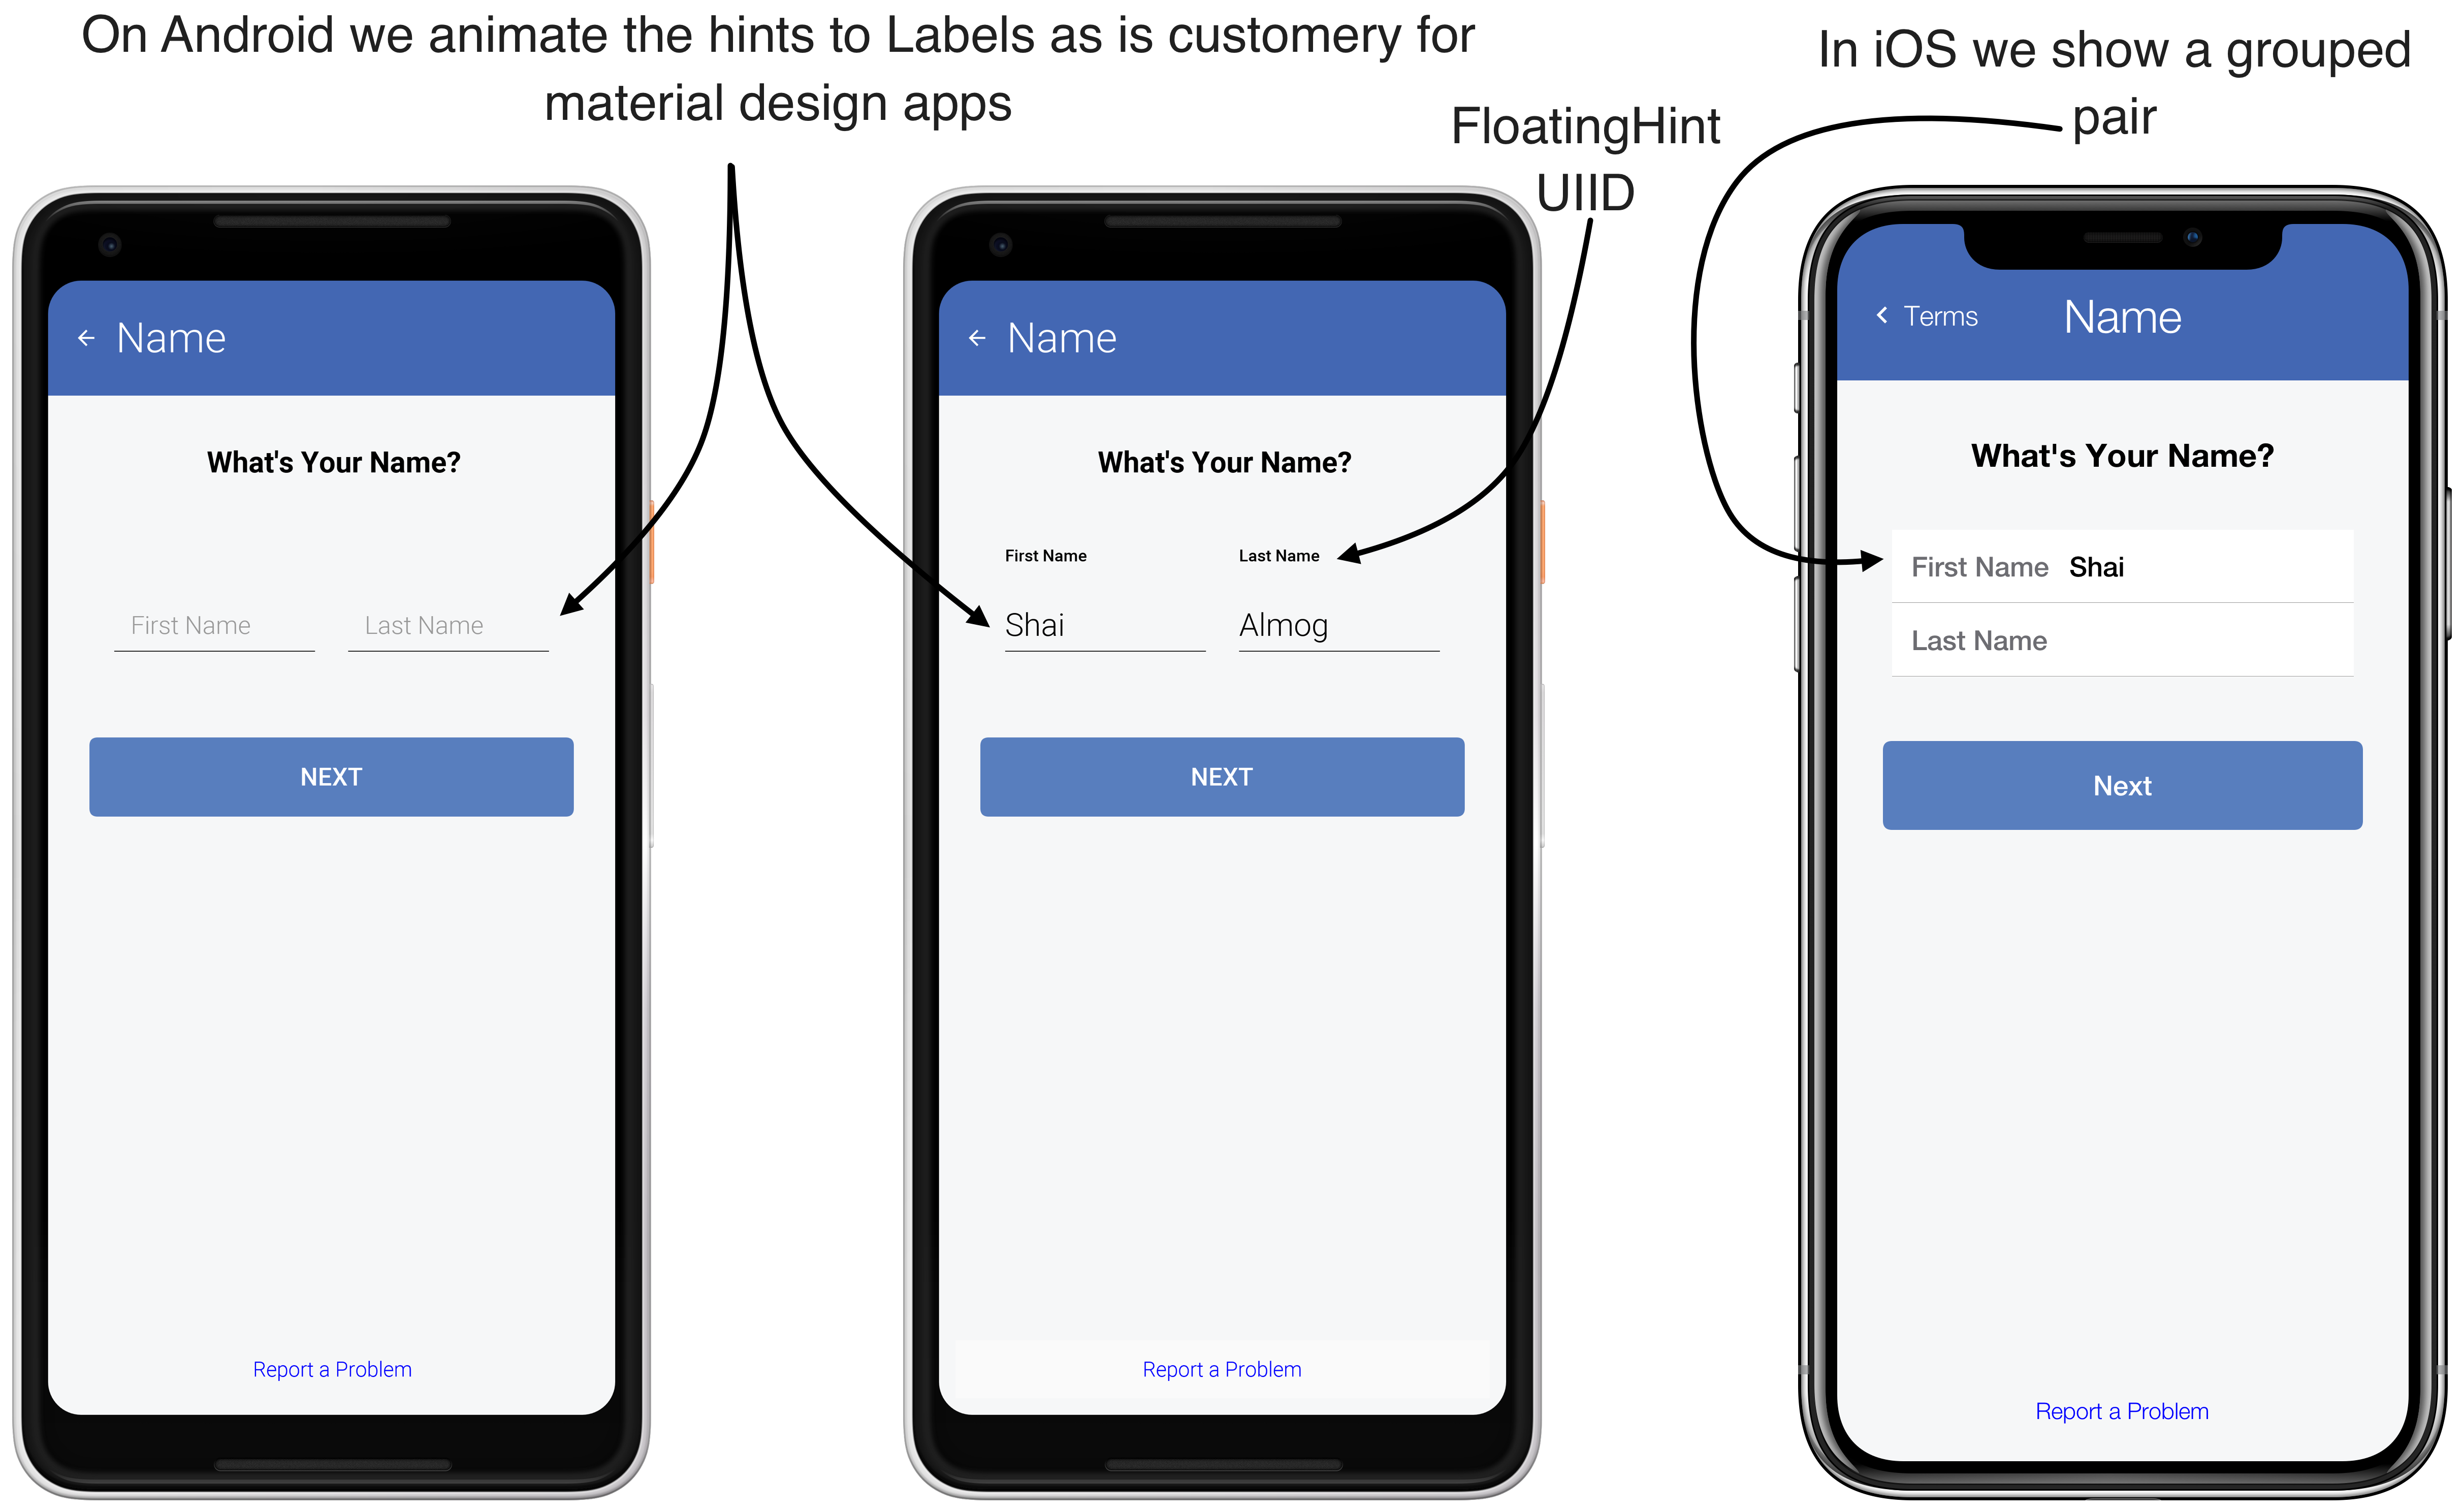 On Android we animate the hints to Labels as is customery for
material design apps
FloatingHint
UIID
In iOS we show a grouped
pair
Name
What's Your Name?
First Name Last Name
NEXT
Report a Problem
Name
What's Your Name?
First Name Last Name
Shai Almog
NEXT
Report a Problem
Terms Name
What's Your Name?
First Name Shai
Last Name
Next
Report a Problem